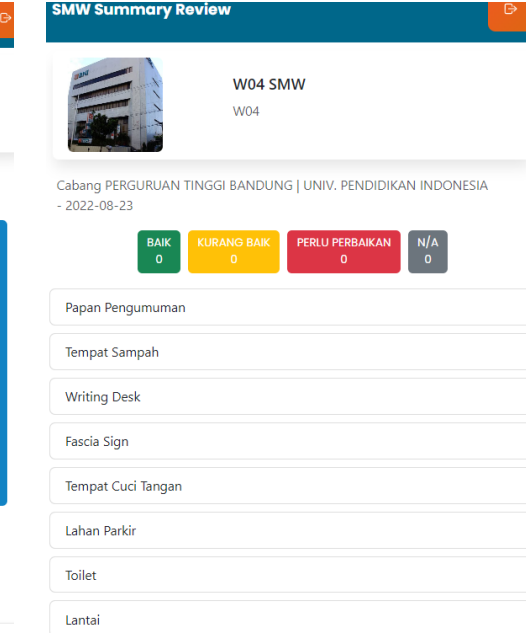 SMW Summary Review
W04 SMW
W04
Cabang PERGURUAN TINGGI BANDUNG | UNIV. PENDIDIKAN INDONESIA
- 2022-08-23
BAIK
0
KURANG BAIK
0
PERLU PERBAIKAN
0
N/A
0
Papan Pengumuman
Tempat Sampah
Writing Desk
Fascia Sign
Tempat Cuci Tangan
Lahan Parkir
Toilet
Lantai